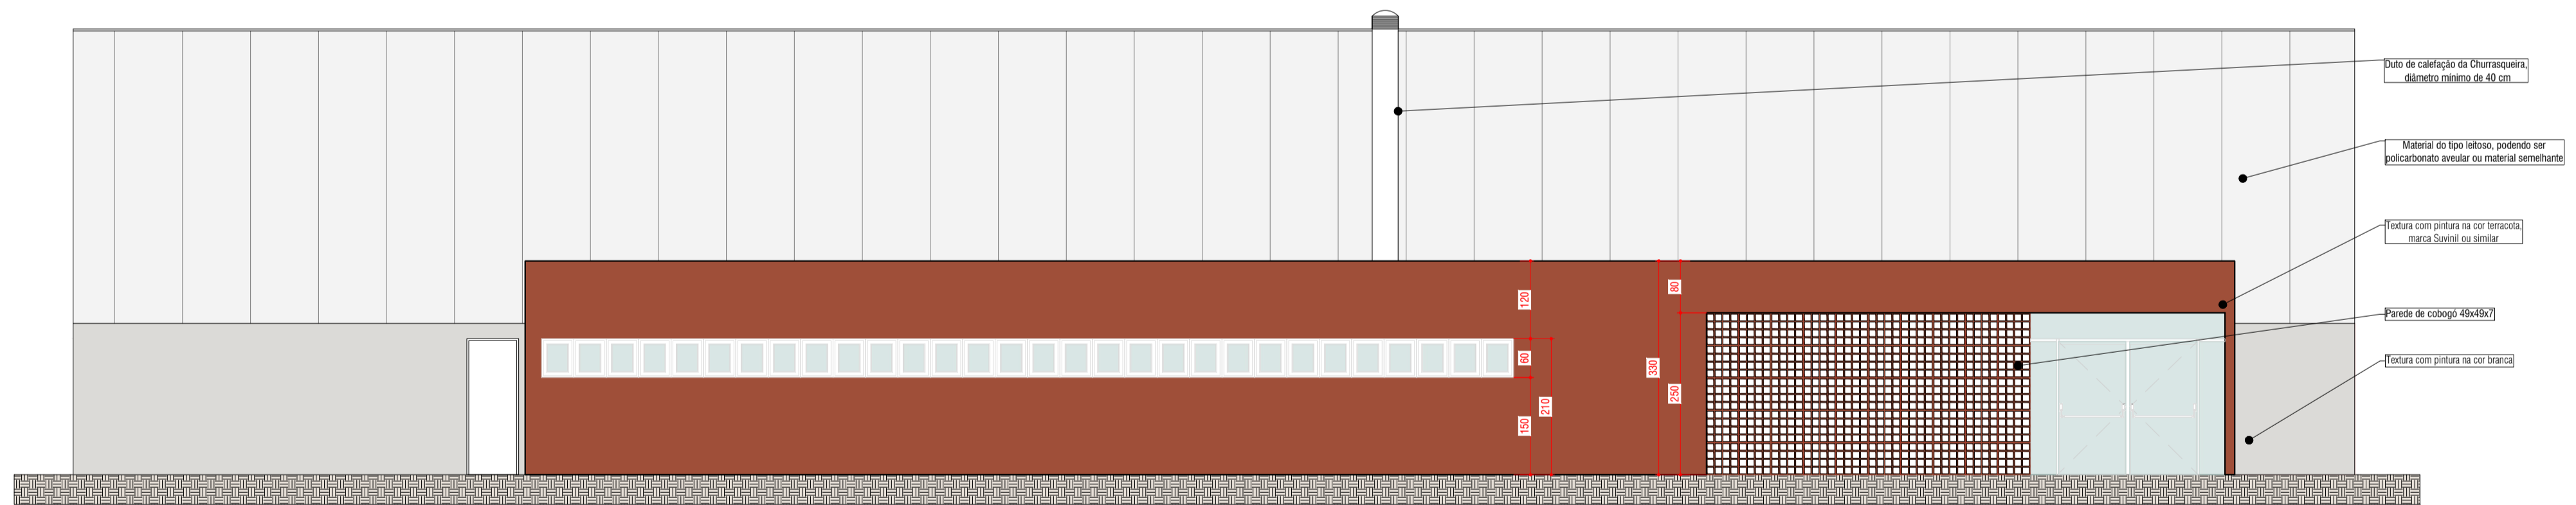 Duto de calefação da Churrasqueira,
diâmetro mínimo de 40 cm
Material do tipo leitoso, podendo ser
policarbonato aveular ou material semelhante
Textura com pintura na cor terracota,
marca Suvinil ou similar
Parede de cobogó 49x49x7
Textura com pintura na cor branca
120
60
150
210
330
80
250